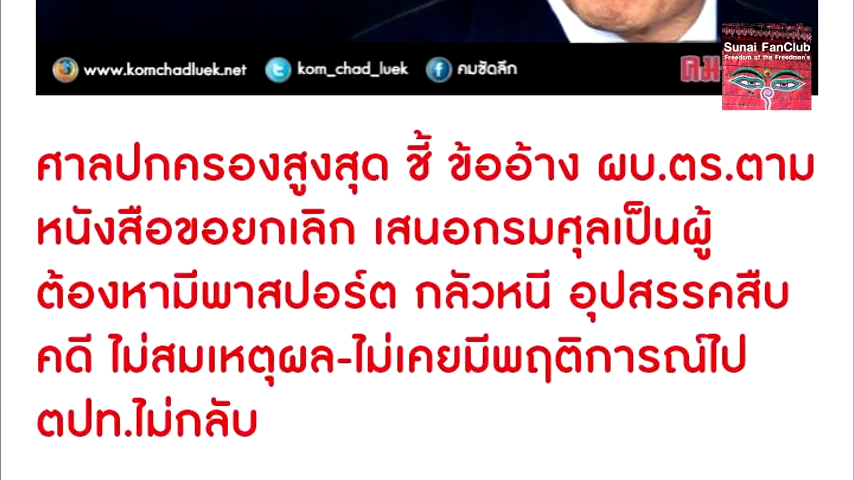 www.komchadluek.net kom_chad_luek คมชัดลึก
Sunai FanClub
Freedom of the Freedmen's
ศาลปกครองสูงสุด ชี้ ข้ออ้าง ผบ.ตร.ตาม
หนังสือขอยกเลิก เสนอกรมศุลเป็นผู้
ต้องหามีพาสปอร์ต กลัวหนี อุปสรรคสืบ
คดี ไม่สมเหตุผล-ไม่เคยมีพฤติการณ์ไป
ตปท.ไม่กลับ